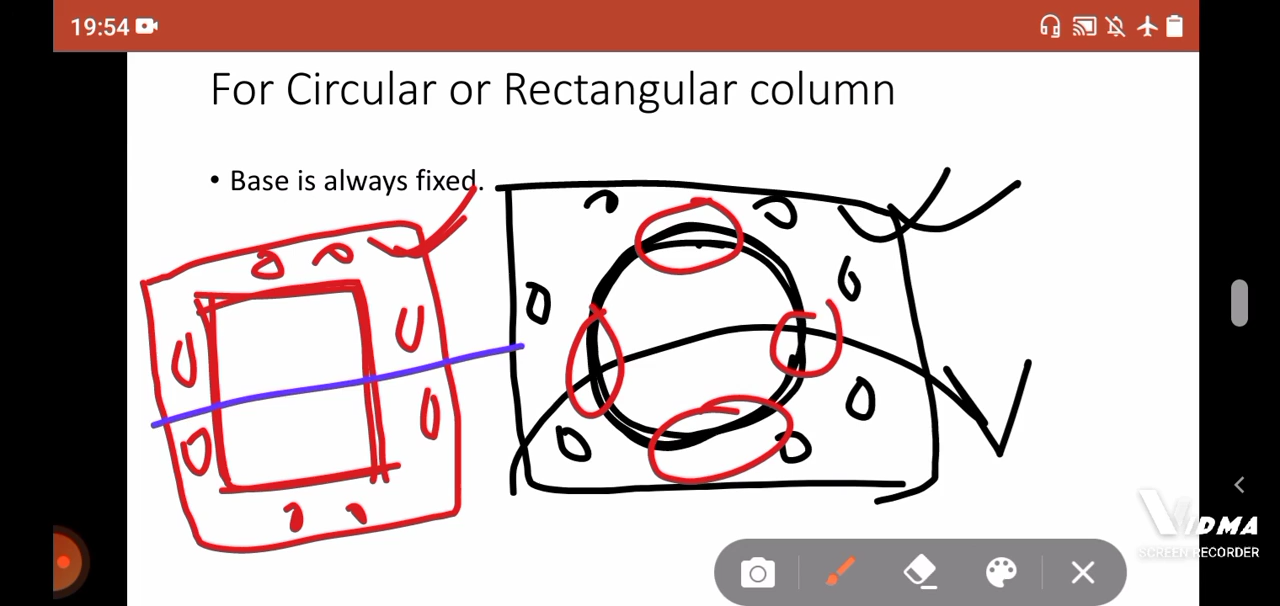 19:54
For Circular or Rectangular column
• Base is always fixed.
VIDMA
SCREEN RECORDER